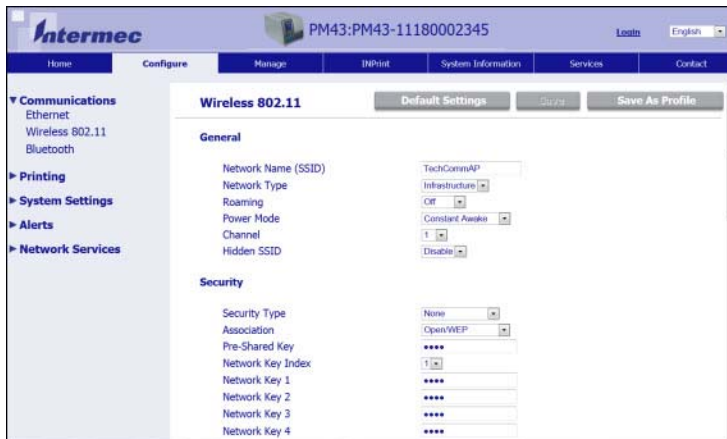 Intermec
PM43:PM43-11180002345
Login
English
Home Configure Manage INPrint System Information Services Contact
Communications
Ethernet
Wireless 802.11
Bluetooth
Printing
System Settings
Alerts
Network Services
Wireless 802.11 Default Settings Save Save As Profile
General
Network Name (SSID) TechCommAP
Network Type Infrastructure
Roaming Off
Power Mode Constant Awake
Channel 1
Hidden SSID Disable
Security
Security Type None
Association Open/WEP
Pre-Shared Key ••••
Network Key Index 1
Network Key 1 ••••
Network Key 2 ••••
Network Key 3 ••••
Network Key 4 ••••